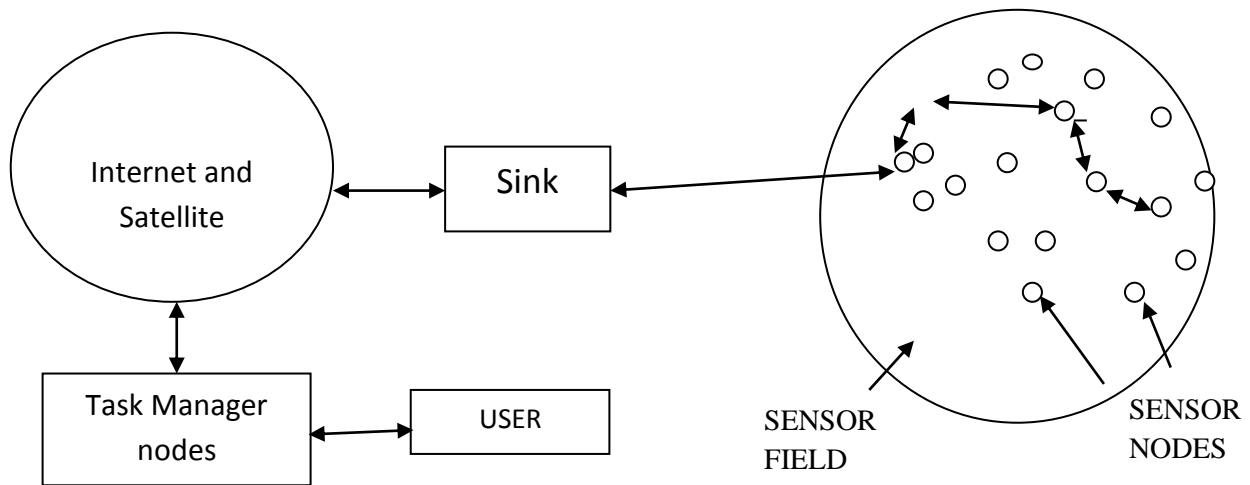 Internet and
Satellite
Sink
Task Manager
nodes
USER
SENSOR
FIELD
SENSOR
NODES